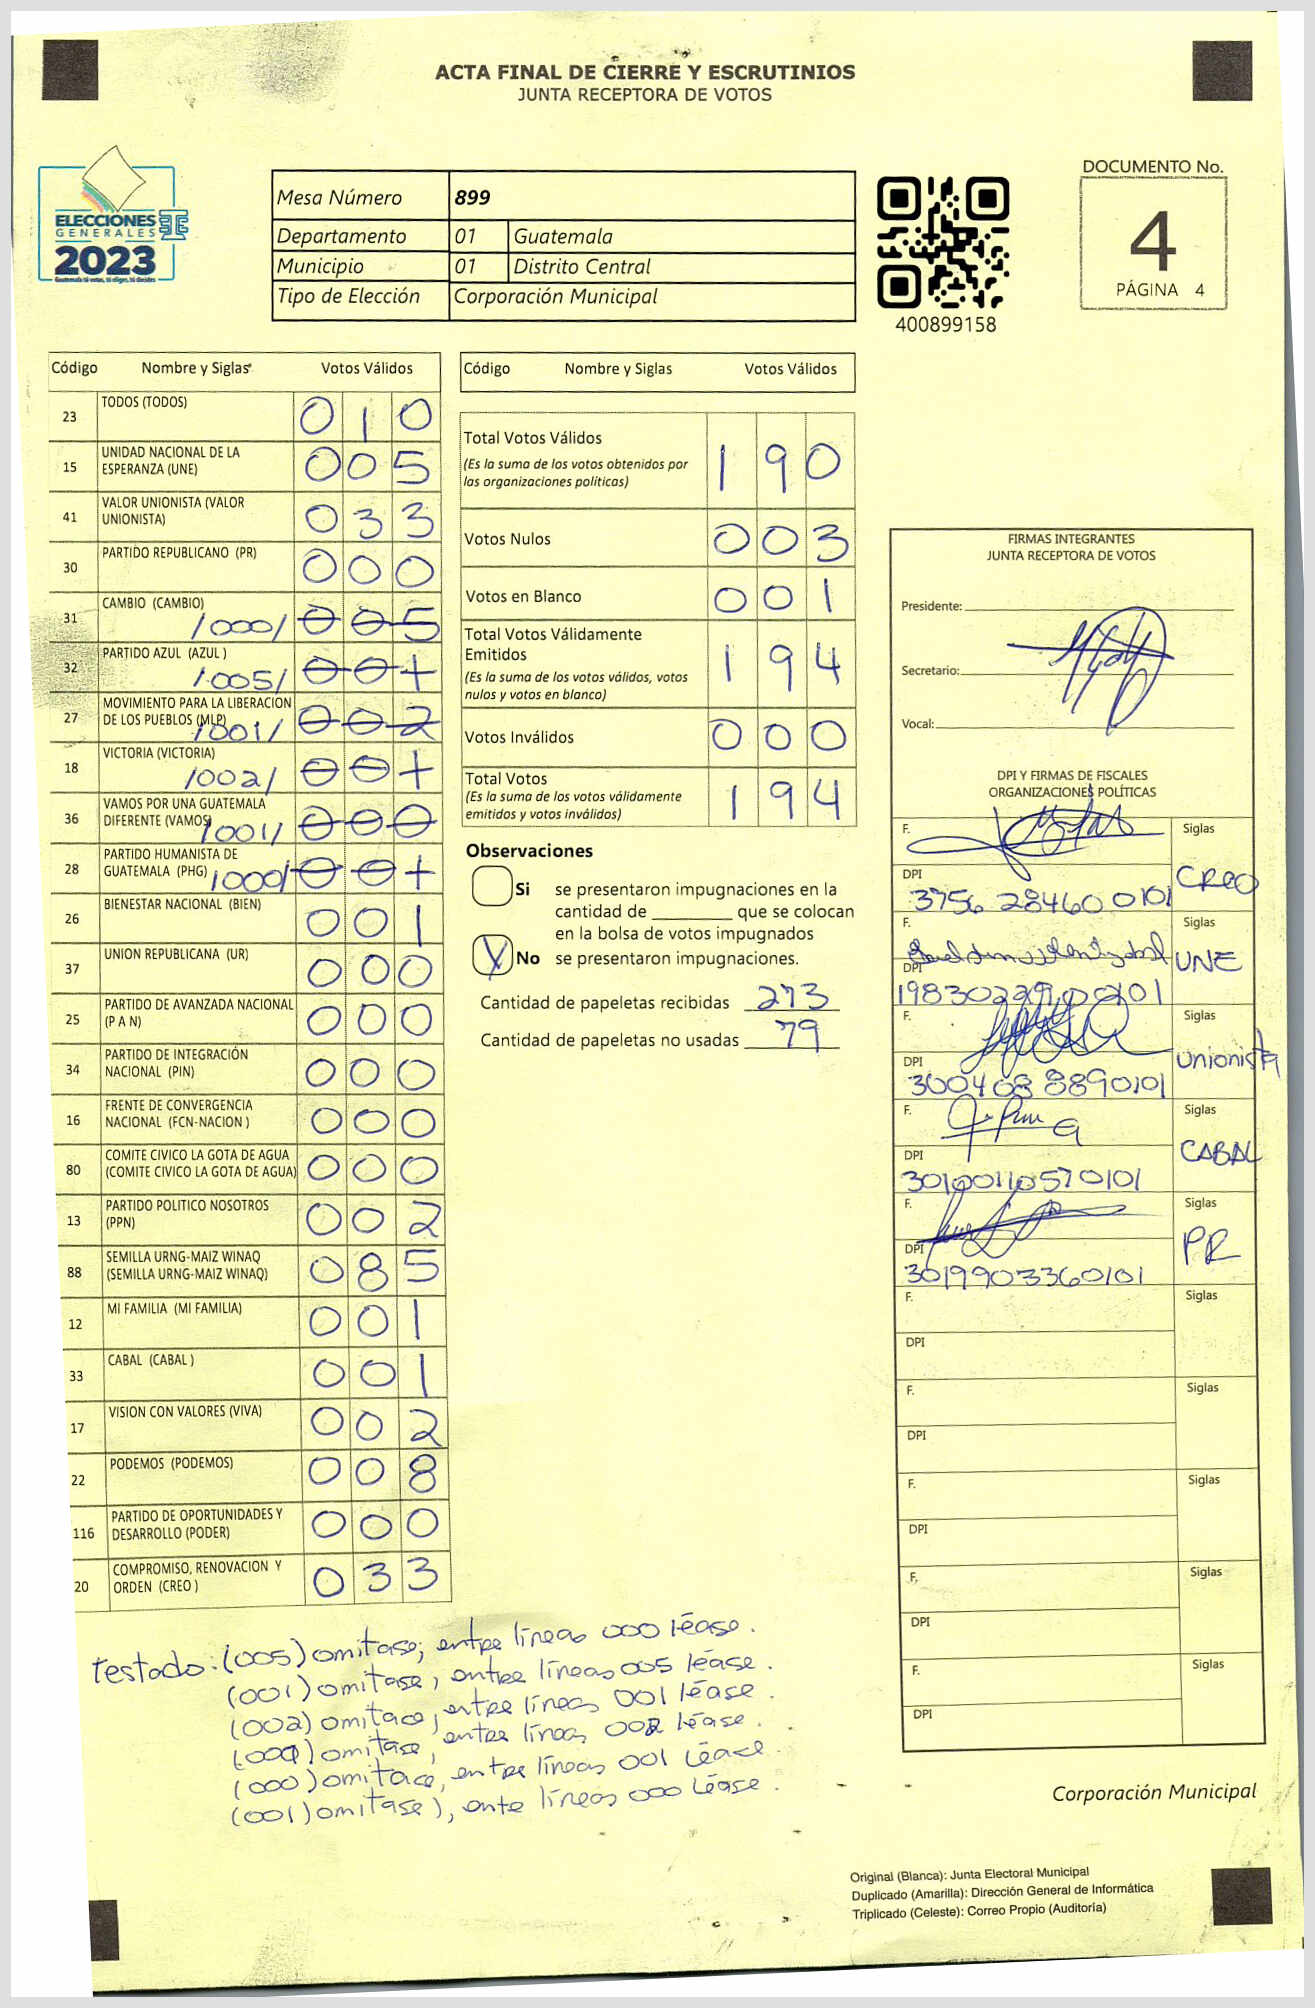 ACTA FINAL DE CIERRE Y ESCRUTINIOS
JUNTA RECEPTORA DE VOTOS
ELECCIONES
GENERALES
2023
Mesa Número 899
Departamento 01 Guatemala
Municipio 01 Distrito Central
Tipo de Elección Corporación Municipal
400899158
DOCUMENTO No.
4
PÁGINA 4
Código Nombre y Siglas Votos Válidos
23 TODOS (TODOS) 0 1 0
15 UNIDAD NACIONAL DE LA
ESPERANZA (UNE) 0 0 5
41 VALOR UNIONISTA (VALOR
UNIONISTA) 0 3 3
30 PARTIDO REPUBLICANO (PR) 0 0 0
31 CAMBIO (CAMBIO)
/000/ 0 0 5
32 PARTIDO AZUL (AZUL )
/005/ 0 0 1
27 MOVIMIENTO PARA LA LIBERACION
DE LOS PUEBLOS (MLP)
/001/ 0 0 2
18 VICTORIA (VICTORIA)
/002/ 0 0 1
36 VAMOS POR UNA GUATEMALA
DIFERENTE (VAMOS) /001/ 0 0 0
28 PARTIDO HUMANISTA DE
GUATEMALA (PHG) /000/ 0 0 1
26 BIENESTAR NACIONAL (BIEN) 0 0 1
37 UNION REPUBLICANA (UR) 0 0 0
25 PARTIDO DE AVANZADA NACIONAL
(P A N) 0 0 0
34 PARTIDO DE INTEGRACIÓN
NACIONAL (PIN) 0 0 0
16 FRENTE DE CONVERGENCIA
NACIONAL (FCN-NACION ) 0 0 0
80 COMITE CIVICO LA GOTA DE AGUA
(COMITE CIVICO LA GOTA DE AGUA) 0 0 0
13 PARTIDO POLITICO NOSOTROS
(PPN) 0 0 2
88 SEMILLA URNG-MAIZ WINAQ
(SEMILLA URNG-MAIZ WINAQ) 0 8 5
12 MI FAMILIA (MI FAMILIA) 0 0 1
33 CABAL (CABAL ) 0 0 1
17 VISION CON VALORES (VIVA) 0 0 2
22 PODEMOS (PODEMOS) 0 0 8
116 PARTIDO DE OPORTUNIDADES Y
DESARROLLO (PODER) 0 0 0
20 COMPROMISO, RENOVACION Y
ORDEN (CREO ) 0 3 3
Código Nombre y Siglas Votos Válidos
Total Votos Válidos 1 9 0
(Es la suma de los votos obtenidos por
las organizaciones políticas)
Votos Nulos 0 0 3
Votos en Blanco 0 0 1
Total Votos Válidamente
Emitidos 1 9 4
(Es la suma de los votos válidos, votos
nulos y votos en blanco)
Votos Inválidos 0 0 0
Total Votos 1 9 4
(Es la suma de los votos válidamente
emitidos y votos inválidos)
Observaciones
Si se presentaron impugnaciones en la
cantidad de ________ que se colocan
en la bolsa de votos impugnados
X No se presentaron impugnaciones.
Cantidad de papeletas recibidas 273
Cantidad de papeletas no usadas 79
FIRMAS INTEGRANTES
JUNTA RECEPTORA DE VOTOS
Presidente:
Secretario:
Vocal:
DPI Y FIRMAS DE FISCALES
ORGANIZACIONES POLÍTICAS
F. Siglas
CREO
DPI
3756 28460 0101
F. Siglas
UNE
DPI
F. Siglas
Unionista
DPI
300408 8890101
F. Siglas
CABAL
DPI
30100110570101
F. Siglas
PR
DPI
3019903360101
F. Siglas
DPI
F. Siglas
DPI
F. Siglas
DPI
F. Siglas
DPI
F. Siglas
DPI
Testado: (005) omitase; entre líneas 000 léase.
(001) omitase, entre líneas 005 léase.
(002) omitace, entre líneas 001 léase.
(001) omitase, entre líneas 002 léase.
(000) omitace, entre líneas 001 Léace.
(001) omitase), ente líneas 000 Léase.
Corporación Municipal
Original (Blanca): Junta Electoral Municipal
Duplicado (Amarilla): Dirección General de Informática
Triplicado (Celeste): Correo Propio (Auditoría)